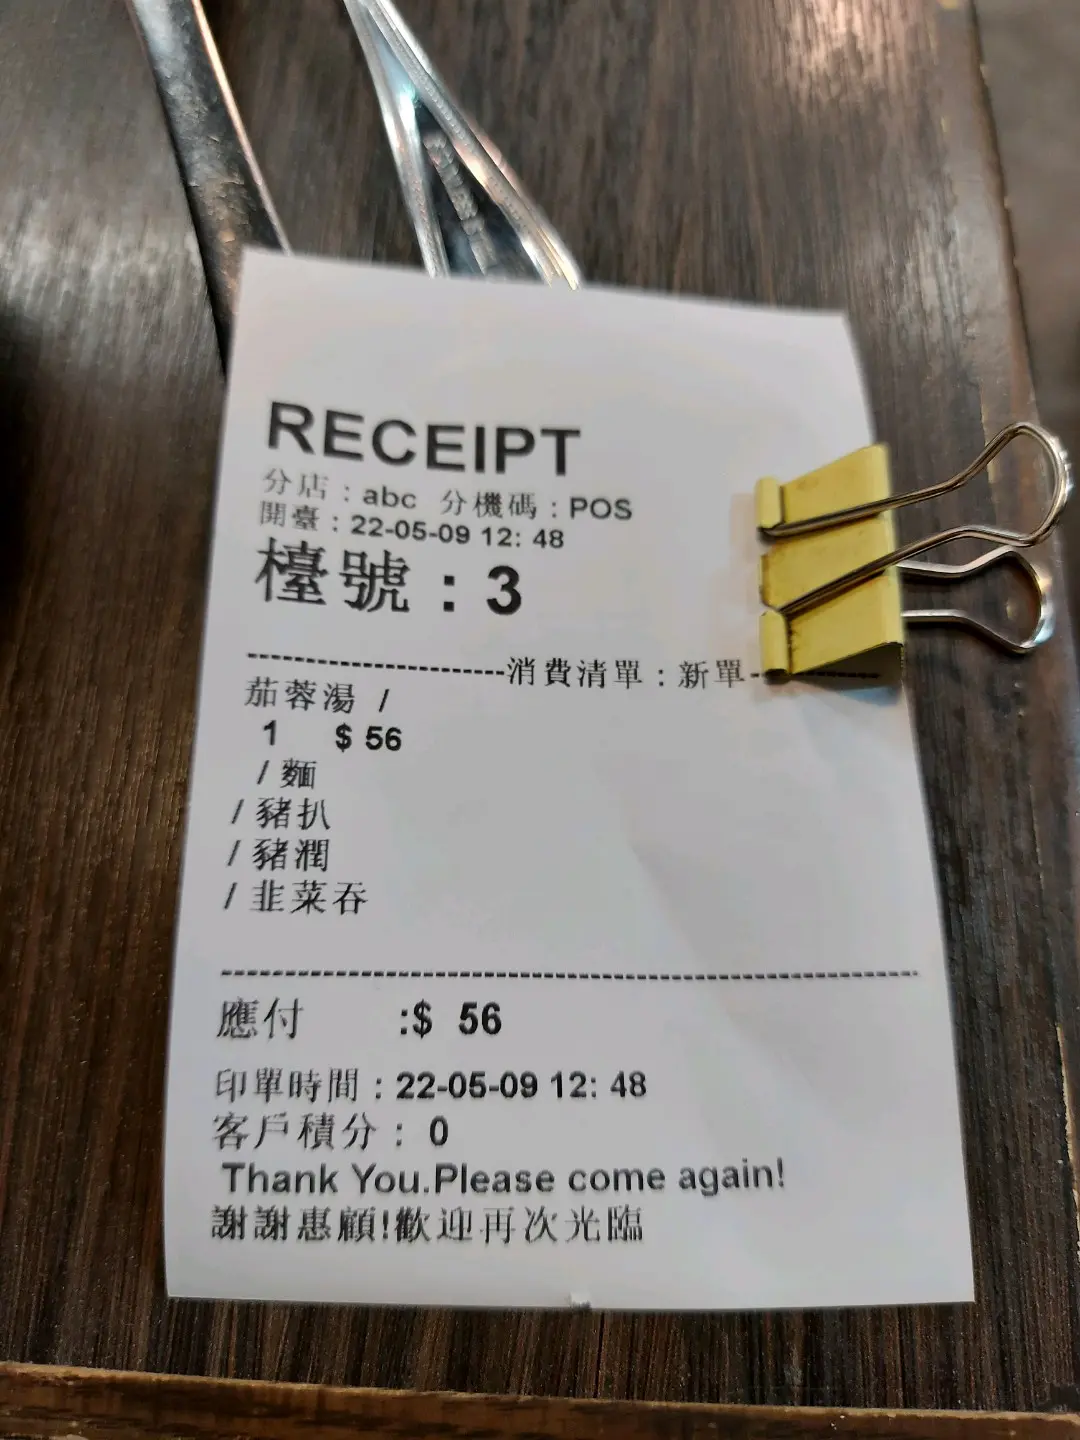 RECEIPT
分店：abc 分機碼：POS
開臺：22-05-09 12: 48
檯號：3
-----------------------消費清單：新單-----------
茄蓉湯 /
1 $ 56
/ 麵
/ 豬扒
/ 豬潤
/ 韭菜吞
------------------------------------------------------------
應付 :$ 56
印單時間：22-05-09 12: 48
客戶積分：0
Thank You.Please come again!
謝謝惠顧!歡迎再次光臨